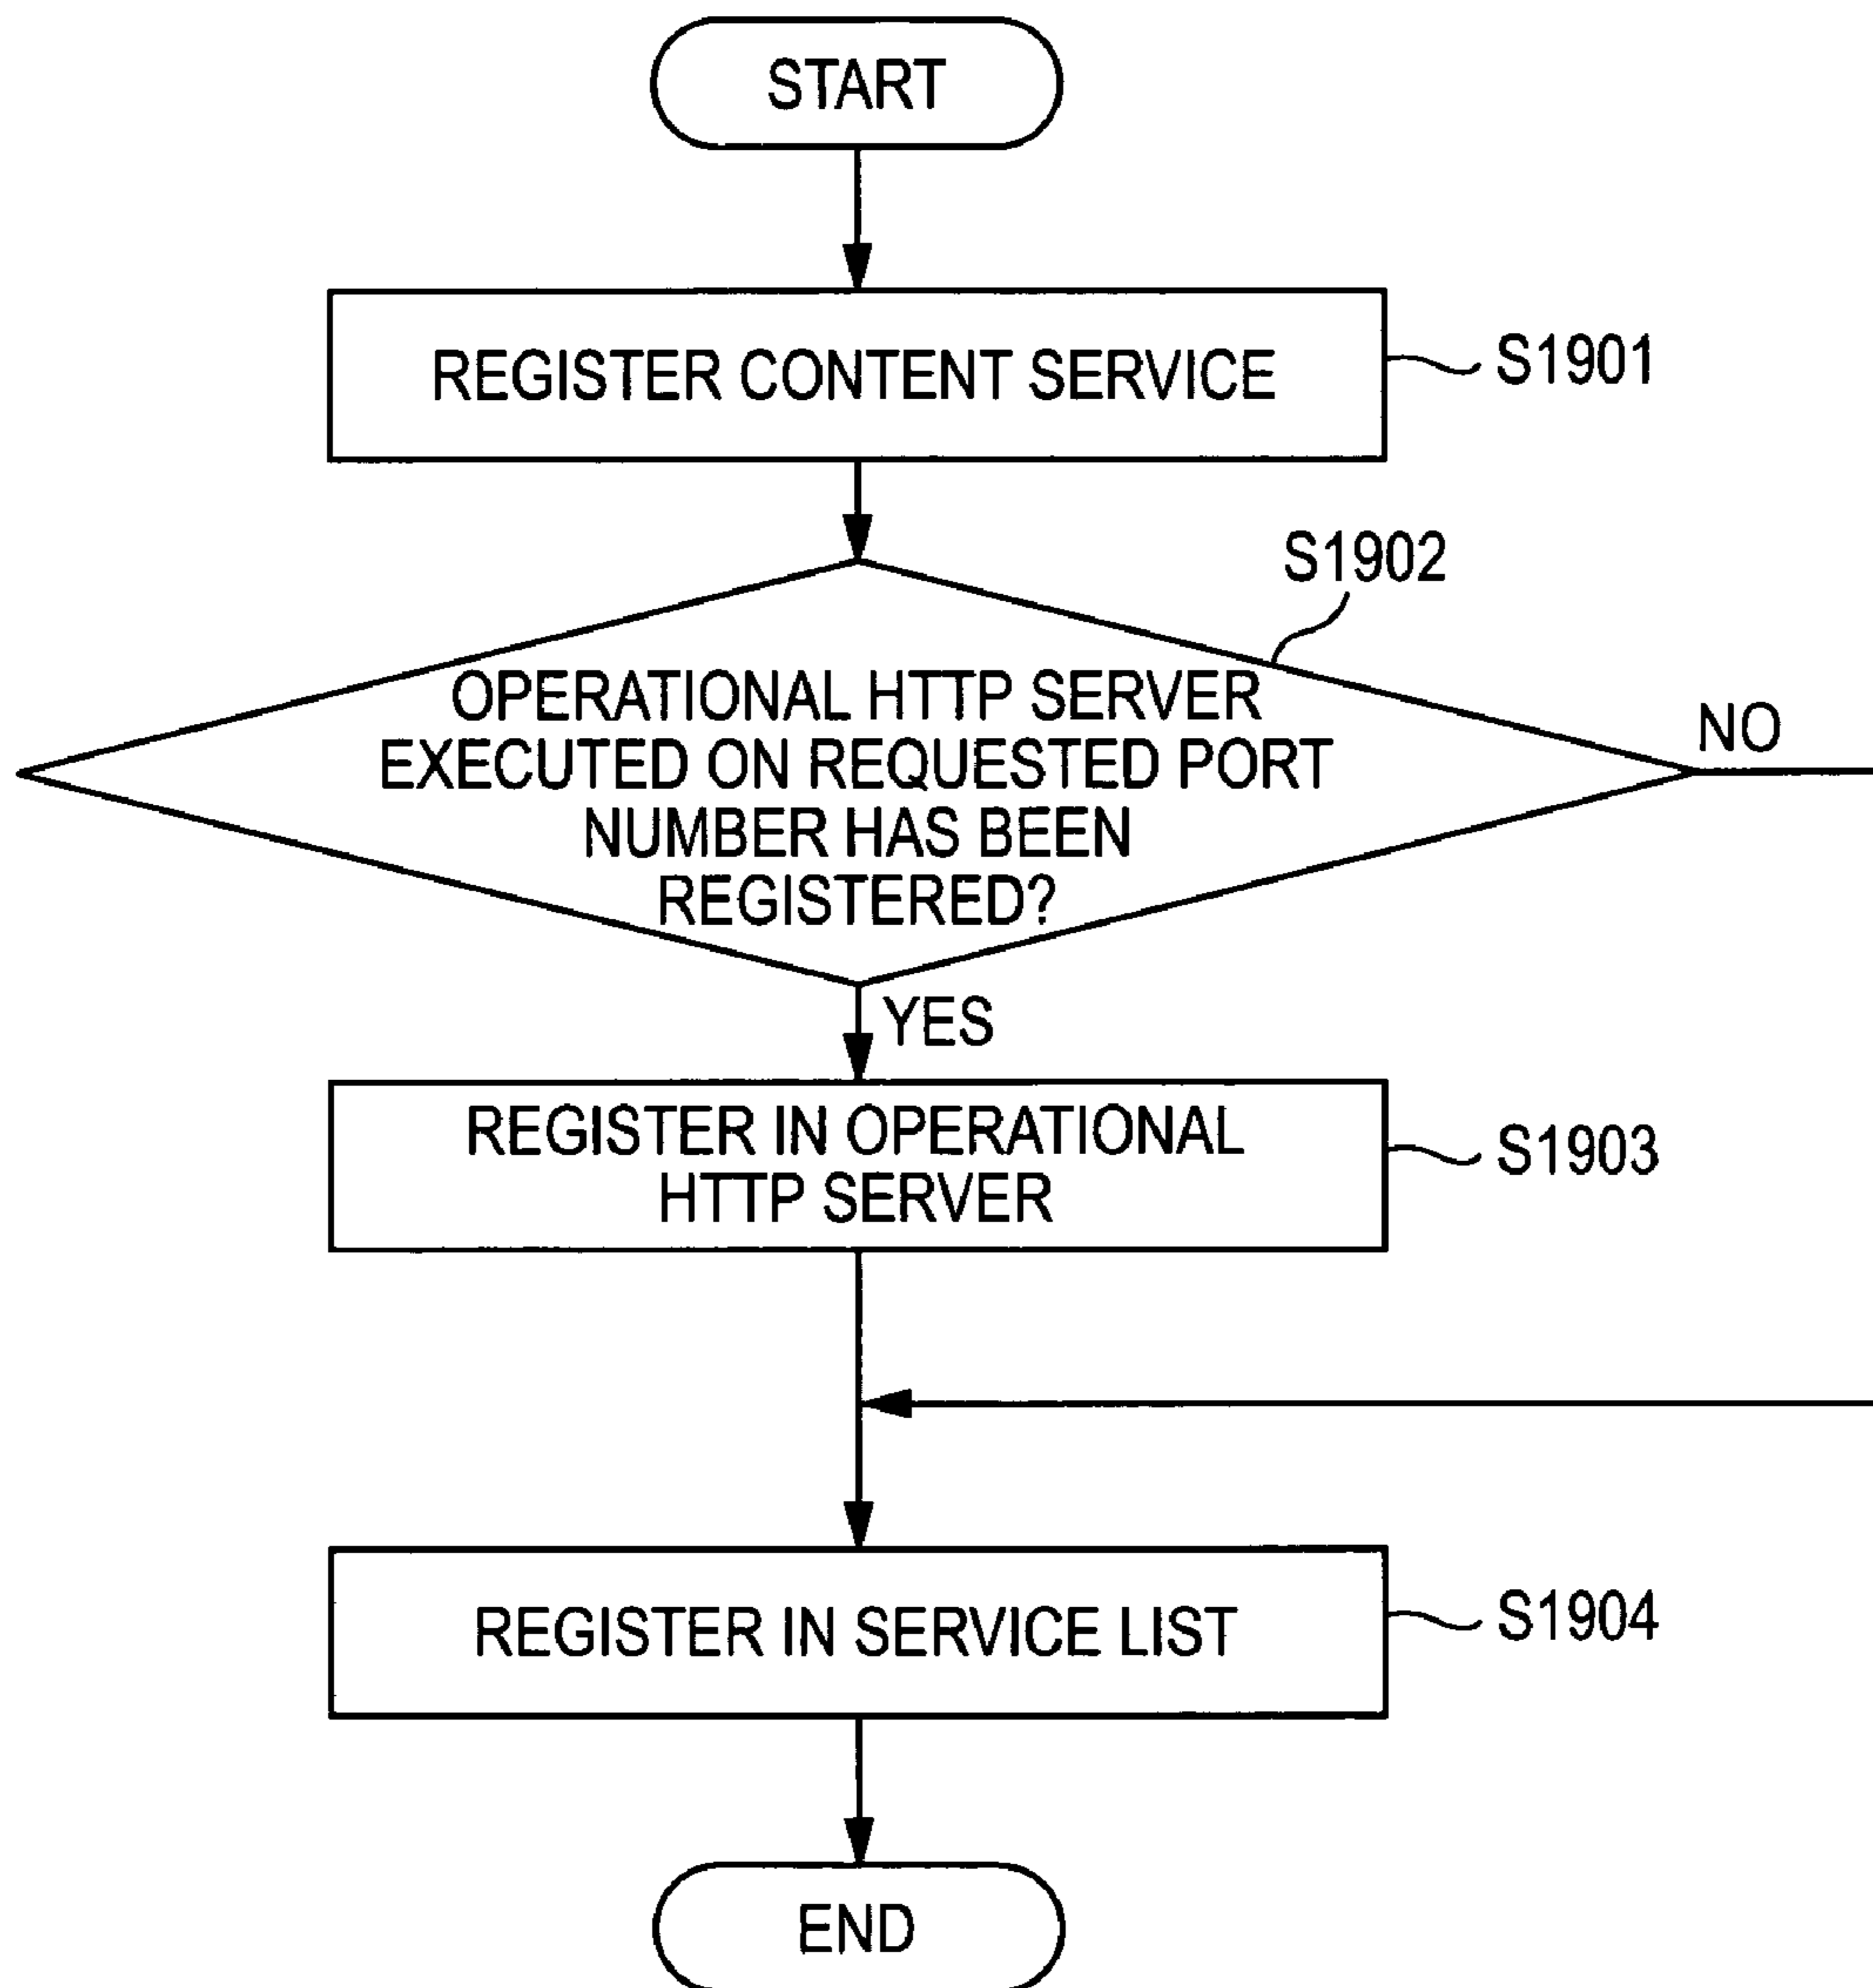 START
REGISTER CONTENT SERVICE
S1901
S1902
OPERATIONAL HTTP SERVER
EXECUTED ON REQUESTED PORT
NUMBER HAS BEEN
REGISTERED?
NO
YES
REGISTER IN OPERATIONAL
HTTP SERVER
S1903
REGISTER IN SERVICE LIST
S1904
END